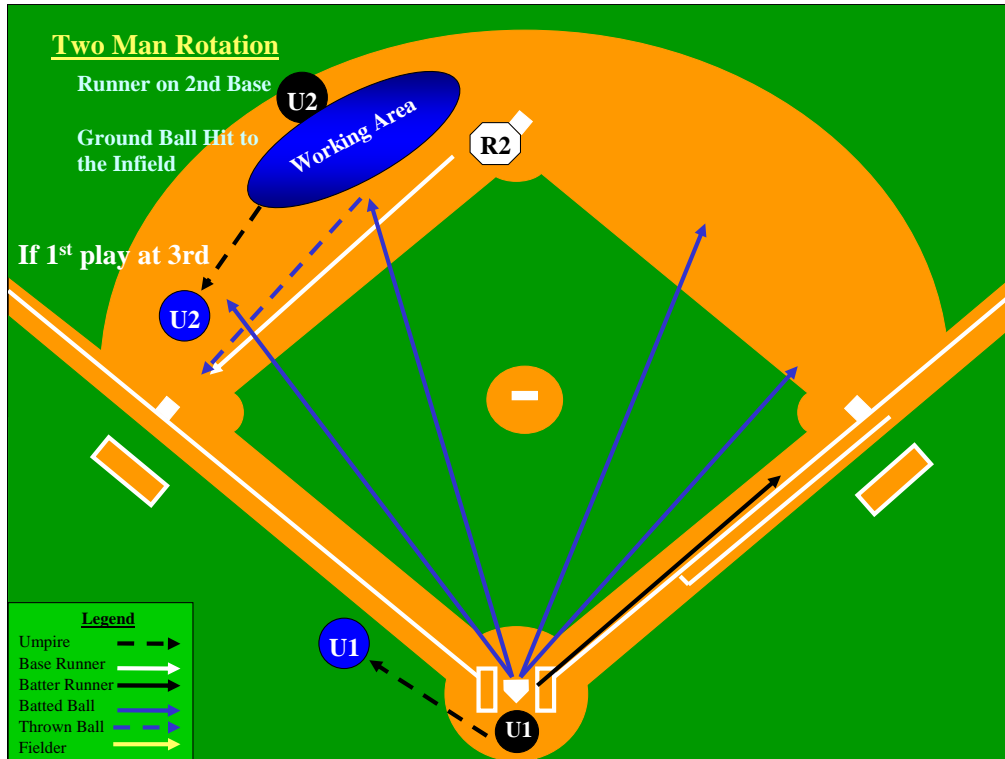 Two Man Rotation
Runner on 2nd Base
U2
Ground Ball Hit to
the Infield
Working Area
R2
If 1st play at 3rd
U2
U1
U1
Legend
Umpire
Base Runner
Batter Runner
Batted Ball
Thrown Ball
Fielder